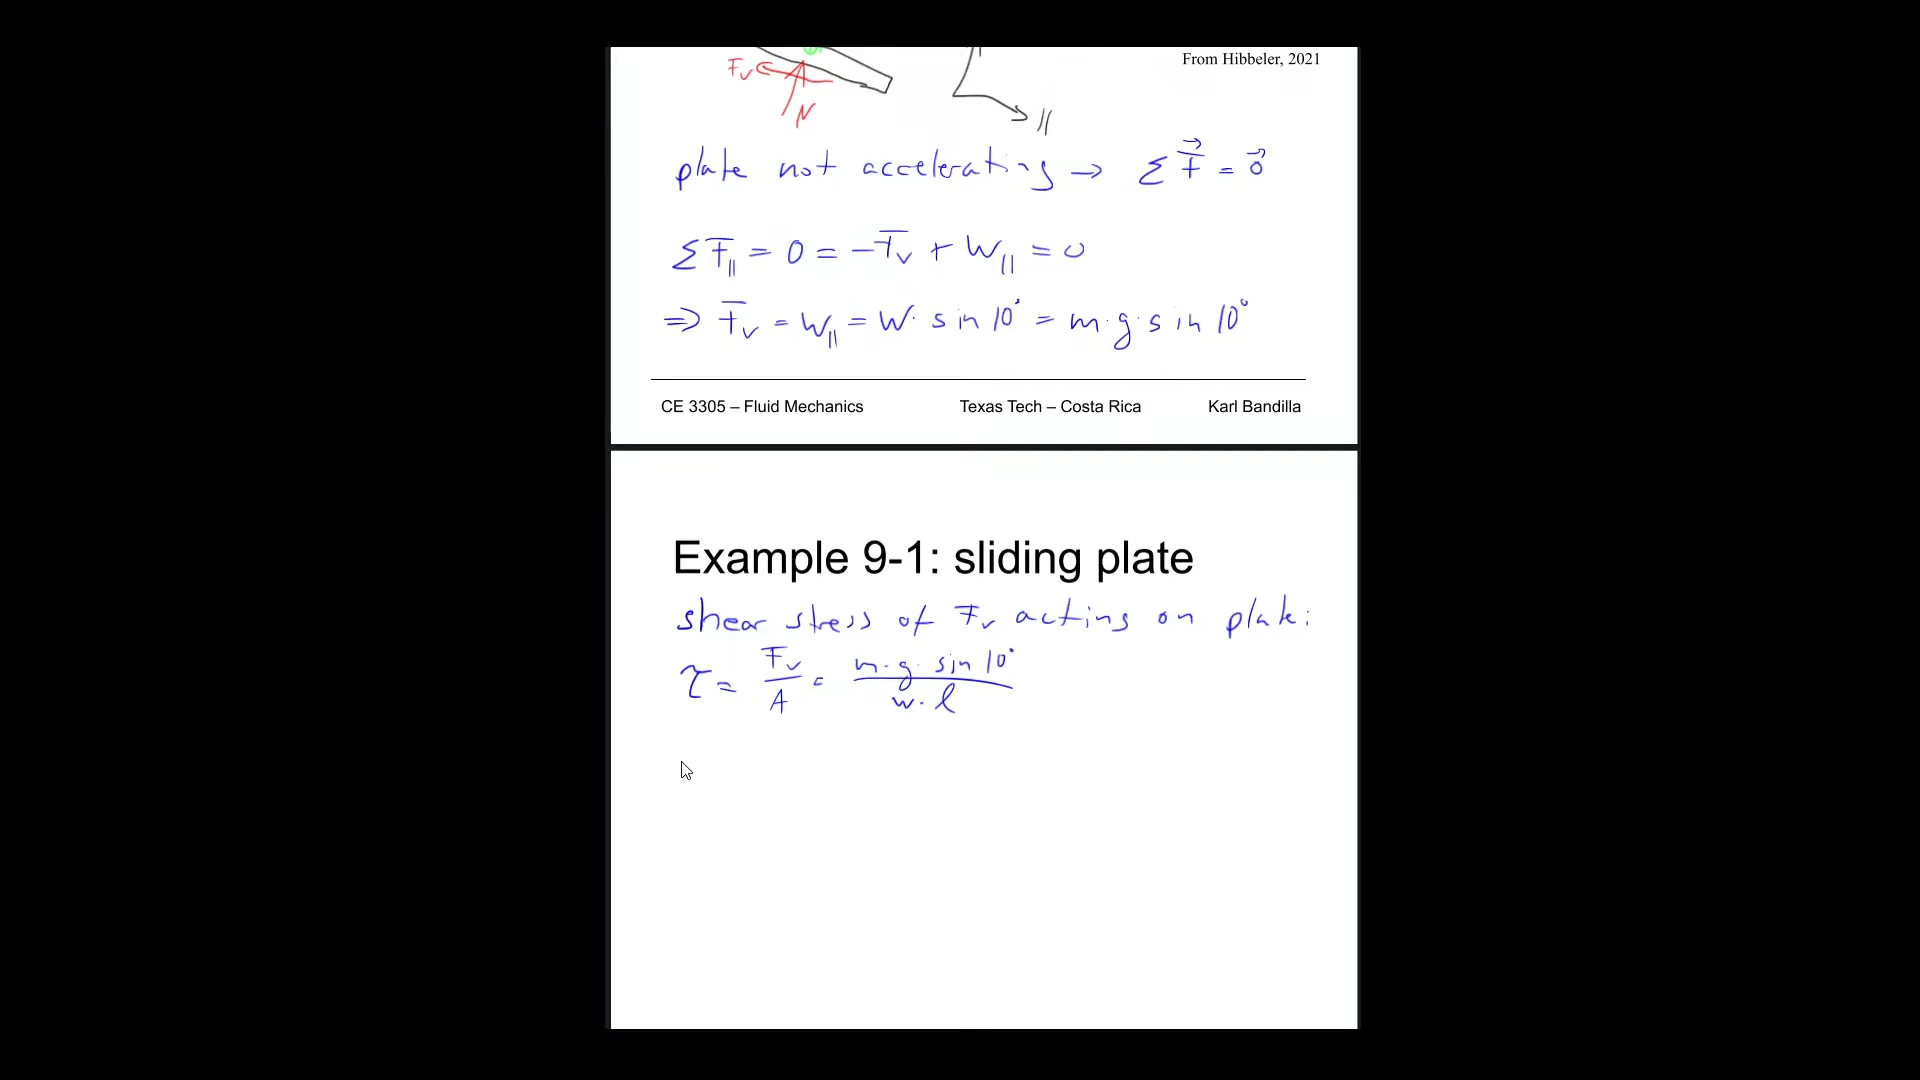 From Hibbeler, 2021
Fv
N
||
plate not accelerating → Σ F⃗ = 0⃗
Σ F|| = 0 = -Fv + W|| = 0
⇒ Fv = W|| = W · sin 10° = m · g · sin 10°
CE 3305 – Fluid Mechanics Texas Tech – Costa Rica Karl Bandilla
Example 9-1: sliding plate
shear stress of Fv acting on plate:
τ = Fv / A = m · g · sin 10° / w · l